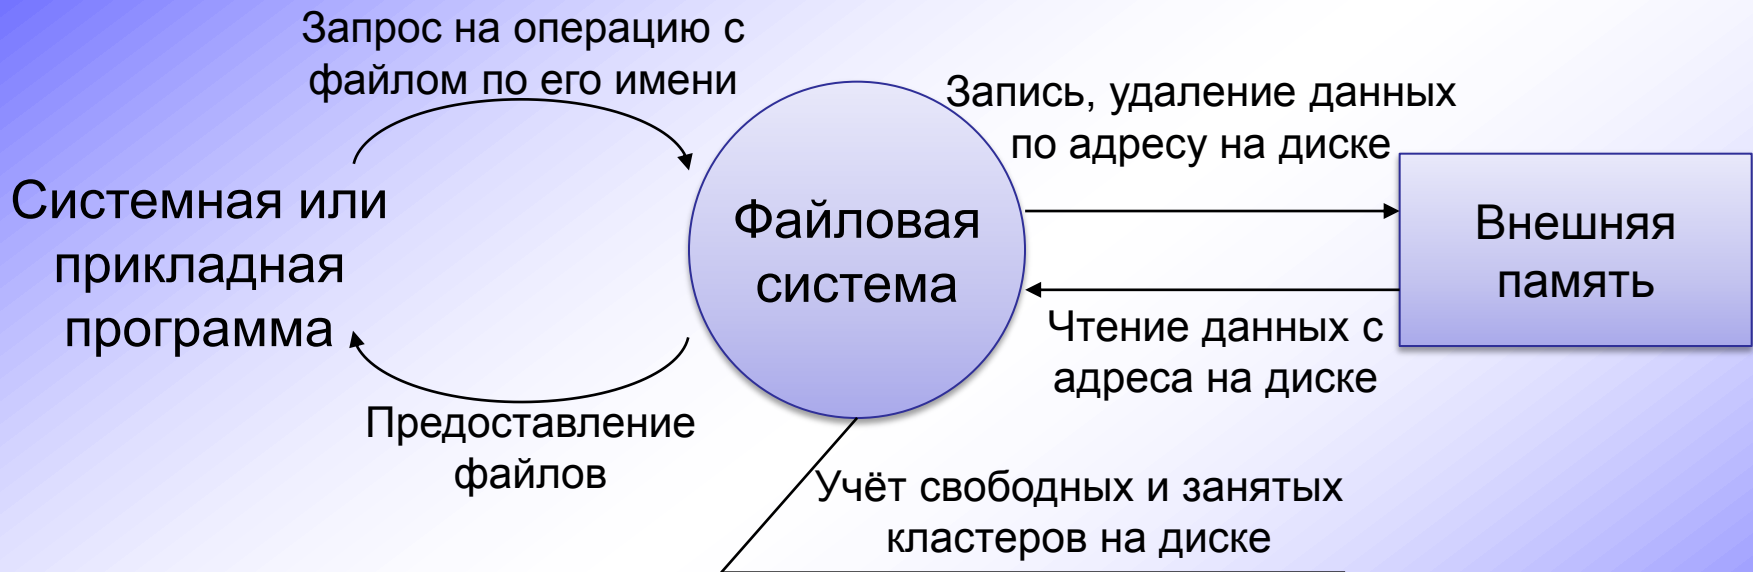 Запрос на операцию с
файлом по его имени
Системная или
прикладная
программа
Предоставление
файлов
Файловая
система
Запись, удаление данных
по адресу на диске
Чтение данных с
адреса на диске
Внешняя
память
Учёт свободных и занятых
кластеров на диске